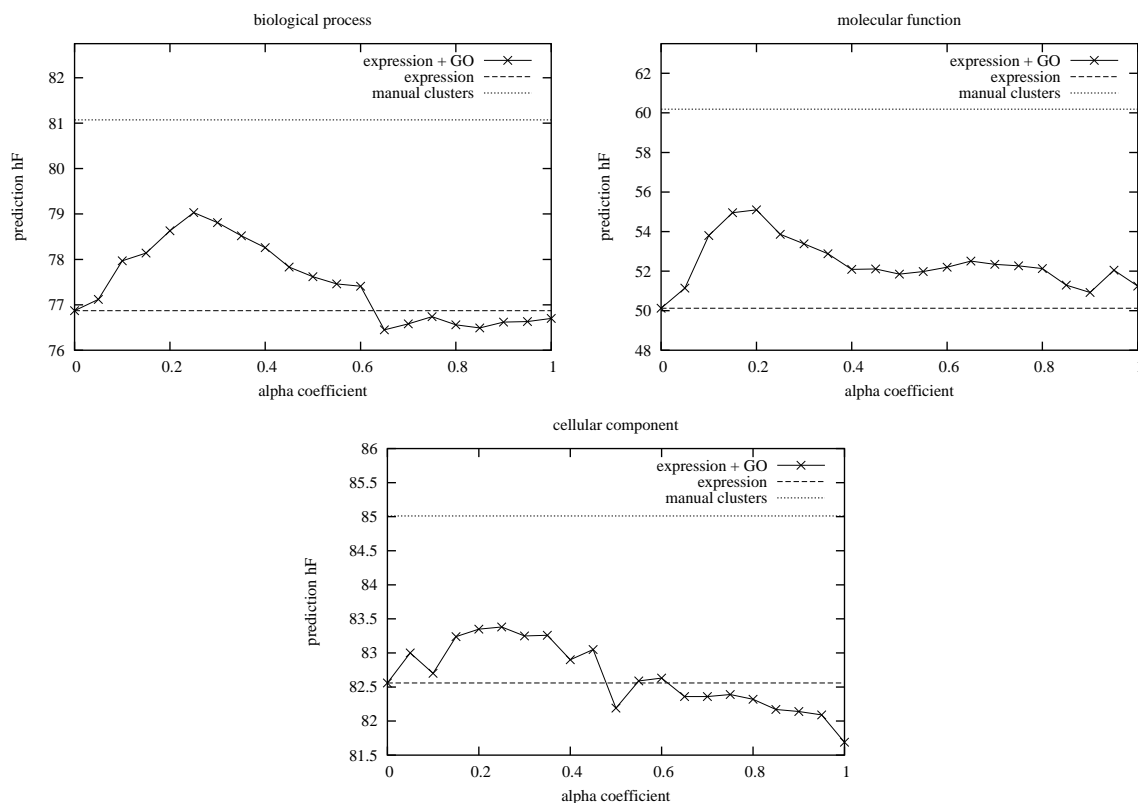 biological process
prediction hF
82
81
80
79
78
77
76
expression + GO
expression
manual clusters
0
0.2
0.4
0.6
0.8
1
alpha coefficient
molecular function
prediction hF
62
60
58
56
54
52
50
48
expression + GO
expression
manual clusters
0
0.2
0.4
0.6
0.8
1
alpha coefficient
cellular component
prediction hF
86
85.5
85
84.5
84
83.5
83
82.5
82
81.5
expression + GO
expression
manual clusters
0
0.2
0.4
0.6
0.8
1
alpha coefficient